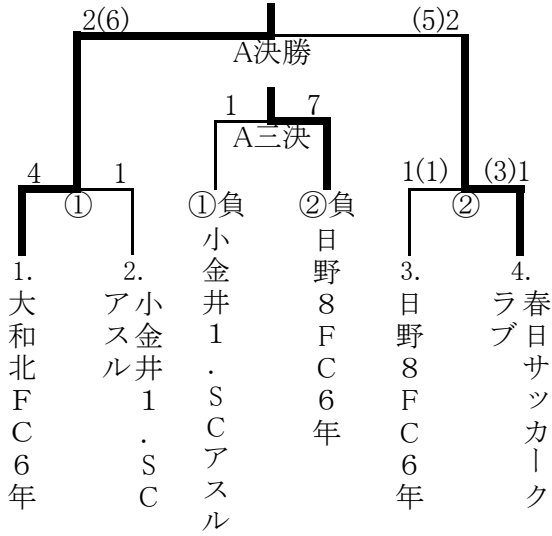 2(6) (5)2
A決勝
1 7
A三決
4 1 1(1) (3)1
① ①負 ②負 ②
小金井1.SCアスル
日野8FC6年
1.
大和北FC6年
2.
小金井1.SC
アスル
3.
日野8FC6年
4.
春日サッカーク
ラブ